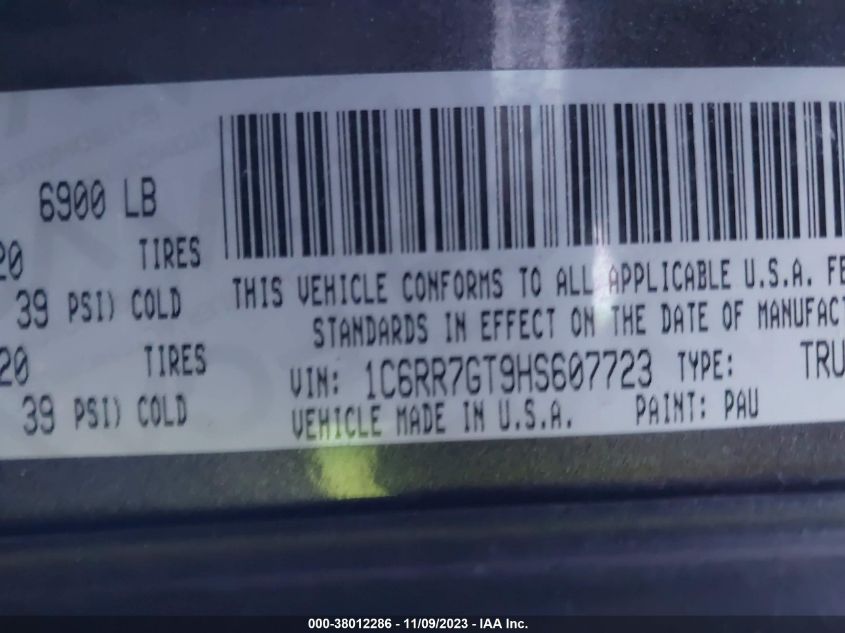 6900 LB
20 TIRES
39 PSI) COLD
20 TIRES
39 PSI) COLD
THIS VEHICLE CONFORMS TO ALL APPLICABLE U.S.A. FE
STANDARDS IN EFFECT ON THE DATE OF MANUFACT
VIN: 1C6RR7GT9HS607723 TYPE: TRU
VEHICLE MADE IN U.S.A. PAINT: PAU
000-38012286 - 11/09/2023 - IAA Inc.